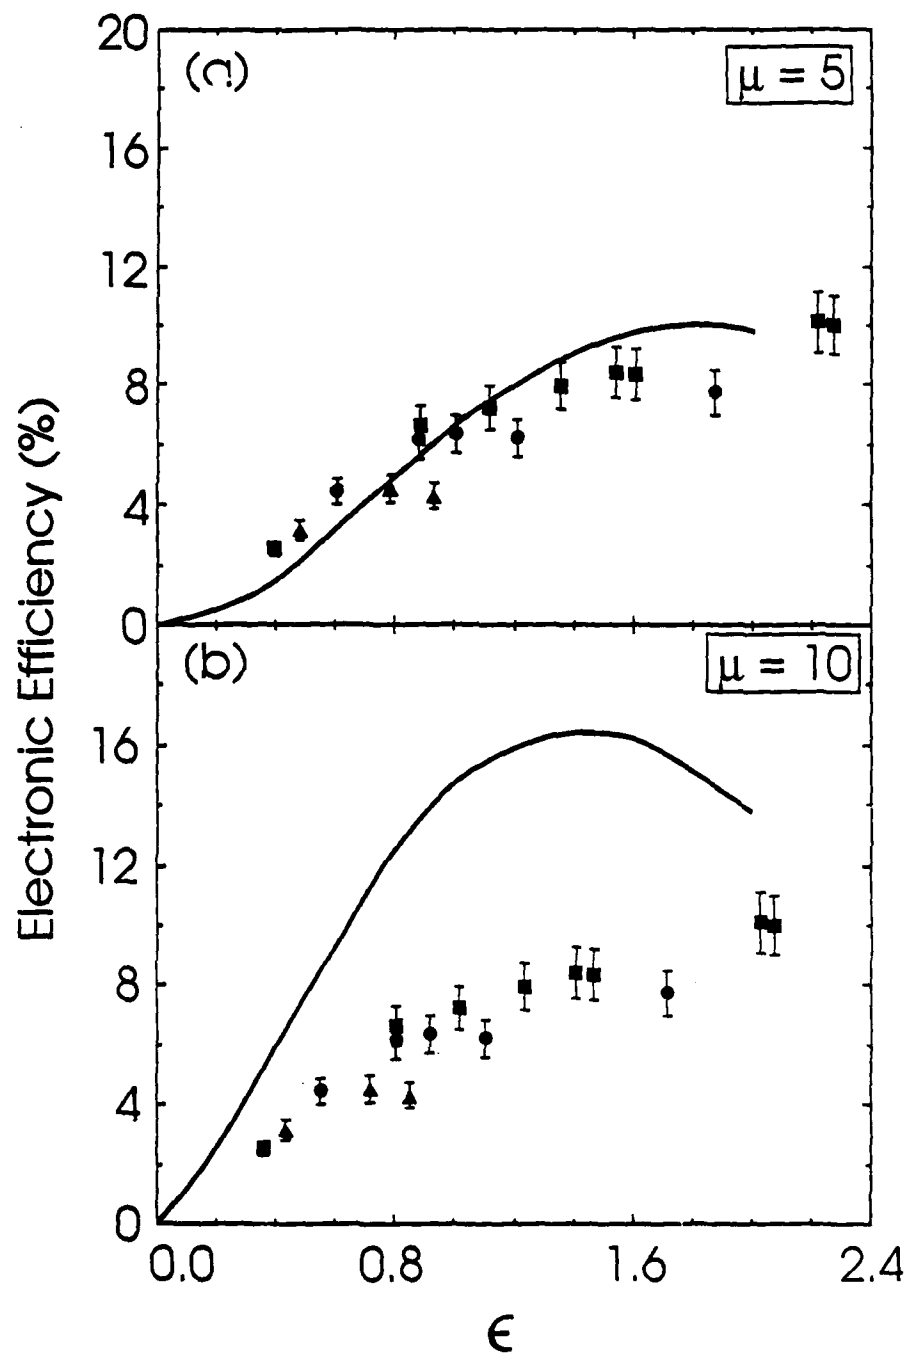 Electronic Efficiency (%)
20
(c)
μ = 5
16
12
8
4
0
(b)
μ = 10
16
12
8
4
0
0.0 0.8 1.6 2.4
ϵ